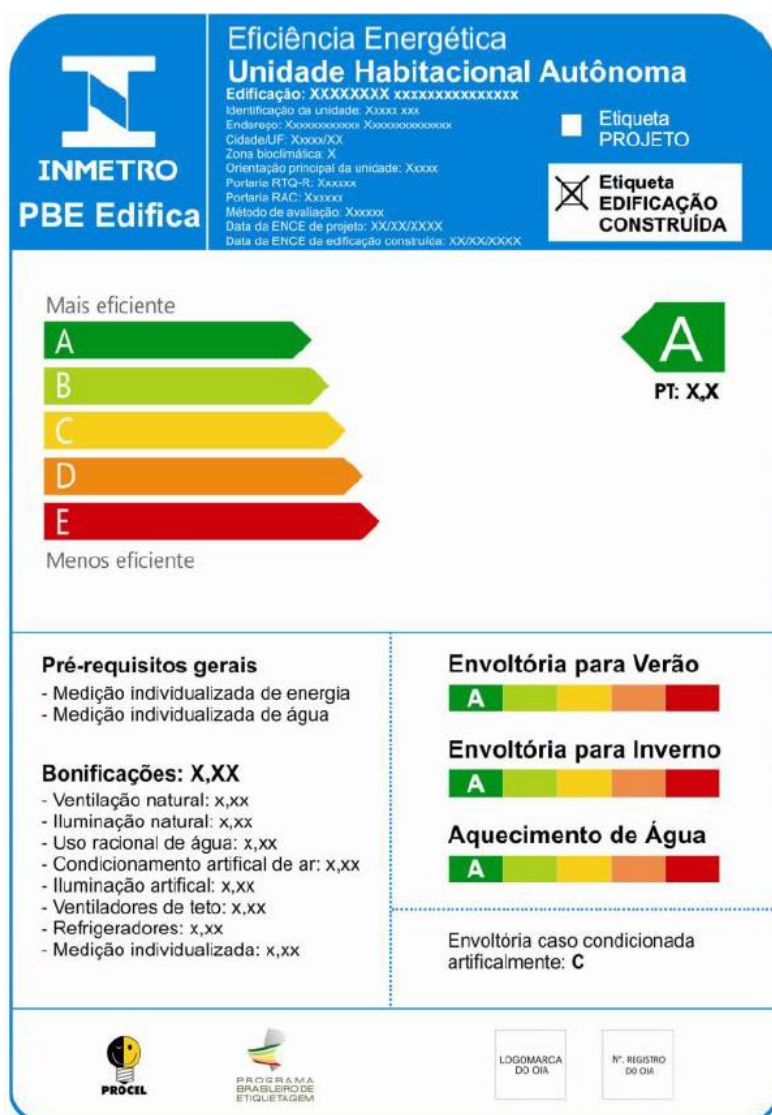 INMETRO
PBE Edifica
Eficiência Energética
Unidade Habitacional Autônoma
Edificação: XXXXXXXX xxxxxxxxxxxxxxx
Identificação da unidade: Xxxxx xxx
Endereço: Xxxxxxxxxxxx Xxxxxxxxxxxxxx
Cidade/UF: Xxxxx/XX
Zona bioclimática: X
Orientação principal da unidade: Xxxxx
Portaria RTQ-R: Xxxxxx
Portaria RAC: Xxxxxx
Método de avaliação: Xxxxxx
Data da ENCE de projeto: XX/XX/XXXX
Data da ENCE da edificação construída: XX/XX/XXXX
Etiqueta
PROJETO
Etiqueta
EDIFICAÇÃO
CONSTRUÍDA
Mais eficiente
A
B
C
D
E
Menos eficiente
A
PT: X,X
Pré-requisitos gerais
- Medição individualizada de energia
- Medição individualizada de água
Bonificações: X,XX
- Ventilação natural: x,xx
- Iluminação natural: x,xx
- Uso racional de água: x,xx
- Condicionamento artifical de ar: x,xx
- Iluminação artifical: x,xx
- Ventiladores de teto: x,xx
- Refrigeradores: x,xx
- Medição individualizada: x,xx
Envoltória para Verão
A
Envoltória para Inverno
A
Aquecimento de Água
A
Envoltória caso condicionada
artificalmente: C
PROCEL
PROGRAMA
BRASILEIRO DE
ETIQUETAGEM
LOGOMARCA
DO OIA
Nº. REGISTRO
DO OIA